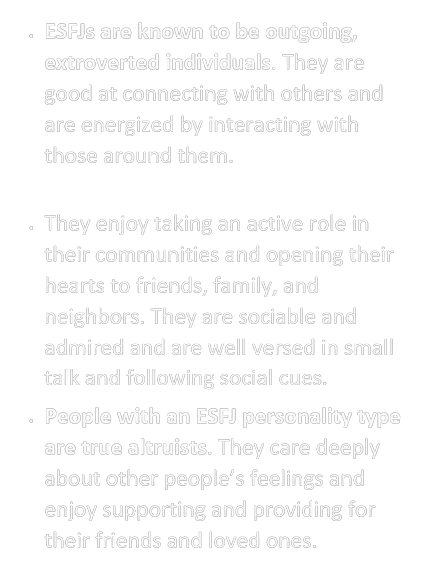 • ESFJs are known to be outgoing,
extroverted individuals. They are
good at connecting with others and
are energized by interacting with
those around them.
• They enjoy taking an active role in
their communities and opening their
hearts to friends, family, and
neighbors. They are sociable and
admired and are well versed in small
talk and following social cues.
• People with an ESFJ personality type
are true altruists. They care deeply
about other people’s feelings and
enjoy supporting and providing for
their friends and loved ones.